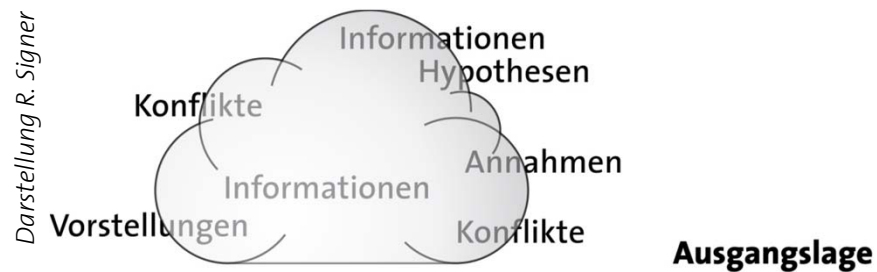 Darstellung R. Signer
Informationen
Hypothesen
Konflikte
Annahmen
Informationen
Vorstellungen
Konflikte
Ausgangslage